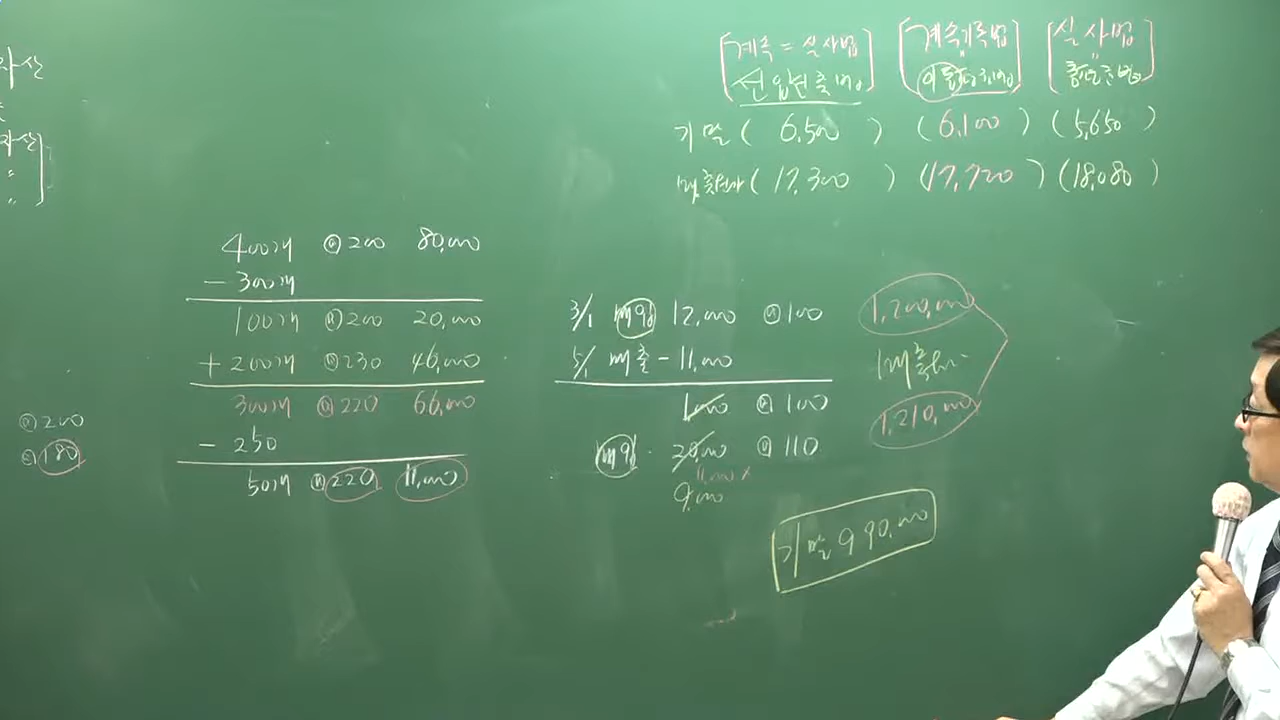 자산
자산
〃
〃
[계속 = 실사법] [계속기록법] [실사법]
선입선출법 이동평균법 총평균법
기말 ( 6,500 ) ( 6,100 ) ( 5,650 )
매출원가 ( 17,300 ) ( 17,720 ) ( 18,080 )
400개 @200 80,000
- 300개
100개 @200 20,000
+ 200개 @230 46,000
300개 @220 66,000
- 250
50개 @220 11,000
@200
@180
3/1 매입 12,000 @100 1,200,000
5/1 매출 - 11,000 매출원가
1,000 @100 1,210,000
매입 20,000 @110
11,000 ×
9,000
기말 990,000